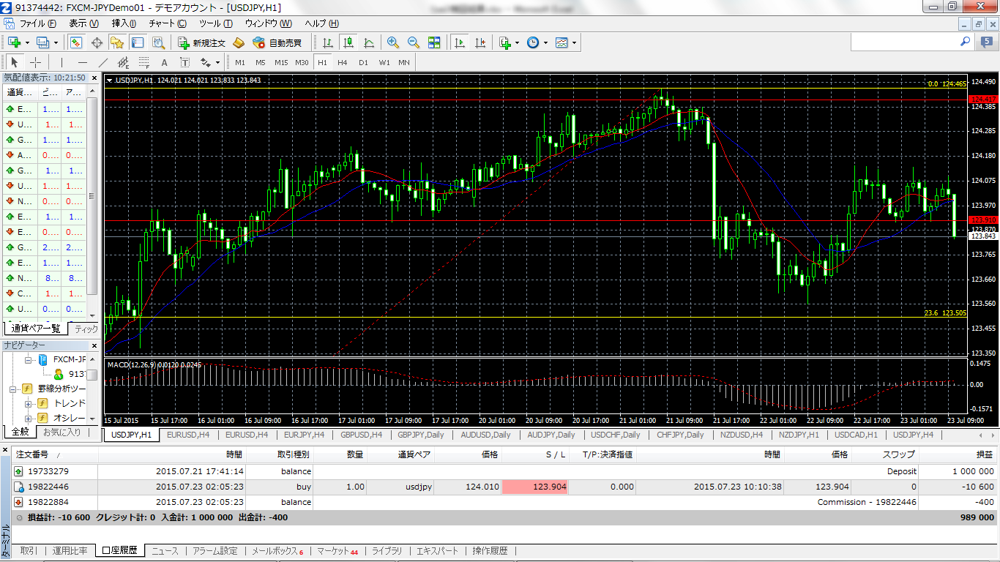 91374442: FXCM-JPYDemo01 - デモアカウント - [USDJPY,H1]
ファイル (F) 表示 (V) 挿入(I) チャート (C) ツール (T) ウィンドウ (W) ヘルプ (H)
新規注文 自動売買 5
A T M1 M5 M15 M30 H1 H4 D1 W1 MN
気配値表示: 10:21:50
通貨... ビ... ア...
E... 1.... 1....
U... 1... 1...
G... 1.... 1....
A... 0.... 0....
G... 1... 1...
U... 1... 1...
N... 0.... 0....
E... 1... 1...
E... 0.... 0....
G... 2.... 2....
E... 1.... 1....
N... 8... 8...
C... 1... 1...
U... 0.... 0....
通貨ペア一覧 ティック
ナビゲーター
FXCM-JP
9137
罫線分析ツー
トレンド
オシレー
全般 お気に入り
USDJPY,H1 124.021 124.021 123.833 123.843
0.0 124.465
23.6 123.505
124.490
124.417
124.385
124.285
124.180
124.075
123.970
123.910
123.870
123.843
123.765
123.660
123.560
123.455
123.350
MACD(12,26,9) 0.0120 0.0245
0.1475
0.00
-0.1571
15 Jul 2015 15 Jul 17:00 16 Jul 01:00 16 Jul 09:00 16 Jul 17:00 17 Jul 01:00 17 Jul 09:00 17 Jul 17:00 20 Jul 01:00 20 Jul 09:00 20 Jul 17:00 21 Jul 01:00 21 Jul 09:00 21 Jul 17:00 22 Jul 01:00 22 Jul 09:00 22 Jul 17:00 23 Jul 01:00 23 Jul 09:00
USDJPY,H1 EURUSD,H4 EURUSD,H4 EURJPY,H4 GBPUSD,H4 GBPJPY,Daily AUDUSD,Daily AUDJPY,Daily USDCHF,Daily CHFJPY,Daily NZDUSD,H4 NZDJPY,H1 USDCAD,H1 USDJPY,H4
注文番号 / 時間 取引種別 数量 通貨ペア 価格 S / L T/P:決済指値 時間 価格 スワップ 損益
19733279 2015.07.21 17:41:14 balance Deposit 1 000 000
19822446 2015.07.23 02:05:23 buy 1.00 usdjpy 124.010 123.904 0.000 2015.07.23 10:10:38 123.904 0 -10 600
19822884 2015.07.23 02:05:23 balance Commission - 19822446 -400
損益計: -10 600 クレジット計: 0 入金計: 1 000 000 出金計: -400 989 000
ターミナル
取引 運用比率 口座履歴 ニュース アラーム設定 メールボックス 6 マーケット 44 ライブラリ エキスパート 操作履歴